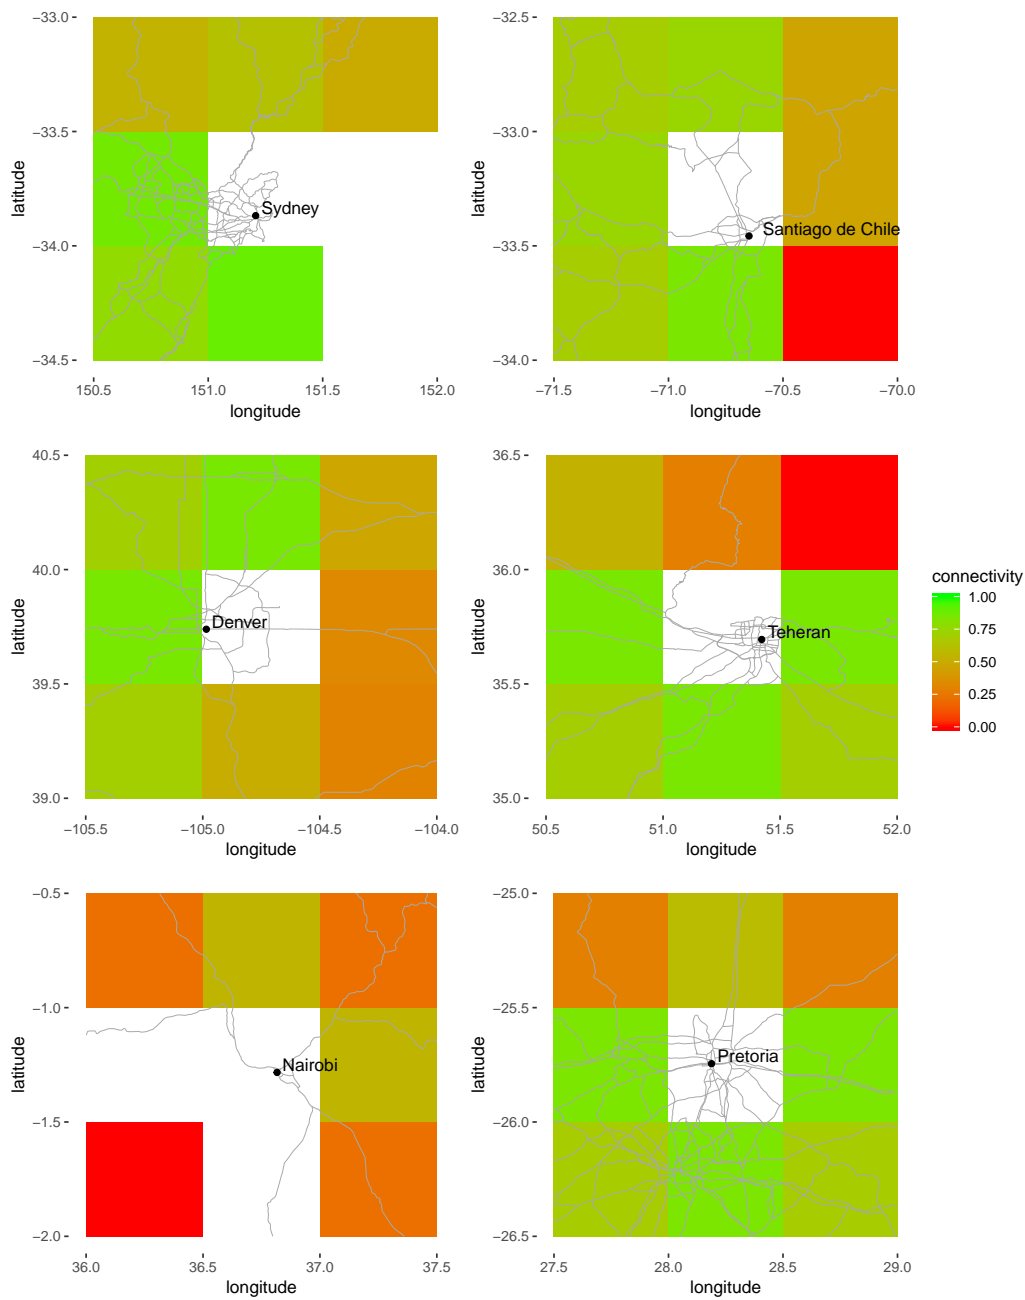 −33.0
−33.5
−34.0
−34.5
latitude
Sydney
150.5 151.0 151.5 152.0
longitude
−32.5
−33.0
−33.5
−34.0
latitude
Santiago de Chile
−71.5 −71.0 −70.5 −70.0
longitude
40.5
40.0
39.5
39.0
latitude
Denver
−105.5 −105.0 −104.5 −104.0
longitude
36.5
36.0
35.5
35.0
latitude
Teheran
50.5 51.0 51.5 52.0
longitude
connectivity
1.00
0.75
0.50
0.25
0.00
−0.5
−1.0
−1.5
−2.0
latitude
Nairobi
36.0 36.5 37.0 37.5
longitude
−25.0
−25.5
−26.0
−26.5
latitude
Pretoria
27.5 28.0 28.5 29.0
longitude